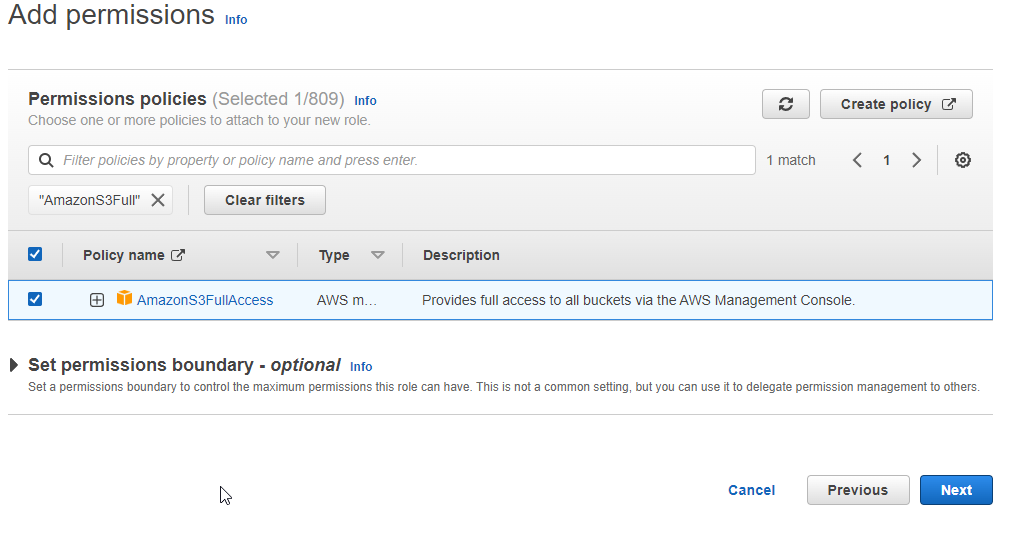 Add permissions Info
Permissions policies (Selected 1/809) Info
Choose one or more policies to attach to your new role.
Create policy
Filter policies by property or policy name and press enter.
1 match
1
"AmazonS3Full"
Clear filters
Policy name Type Description
AmazonS3FullAccess AWS m... Provides full access to all buckets via the AWS Management Console.
Set permissions boundary - optional Info
Set a permissions boundary to control the maximum permissions this role can have. This is not a common setting, but you can use it to delegate permission management to others.
Cancel Previous Next